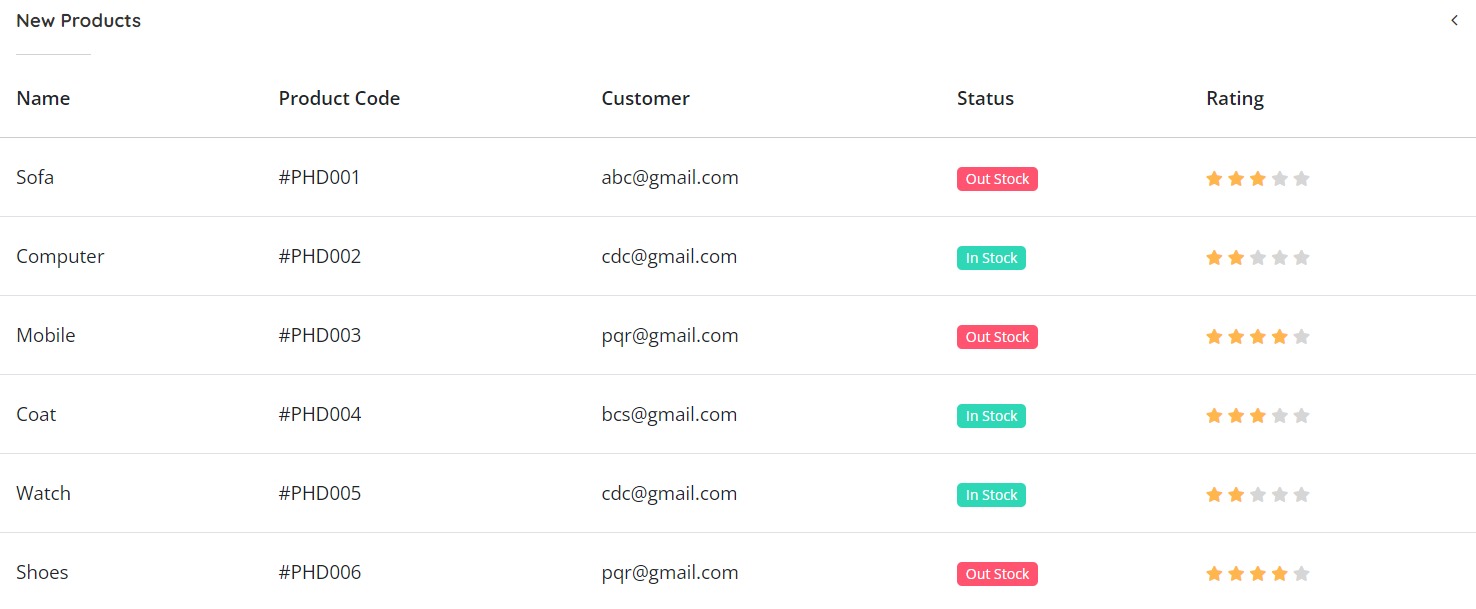 New Products
Name Product Code Customer Status Rating
Sofa #PHD001 abc@gmail.com Out Stock
Computer #PHD002 cdc@gmail.com In Stock
Mobile #PHD003 pqr@gmail.com Out Stock
Coat #PHD004 bcs@gmail.com In Stock
Watch #PHD005 cdc@gmail.com In Stock
Shoes #PHD006 pqr@gmail.com Out Stock